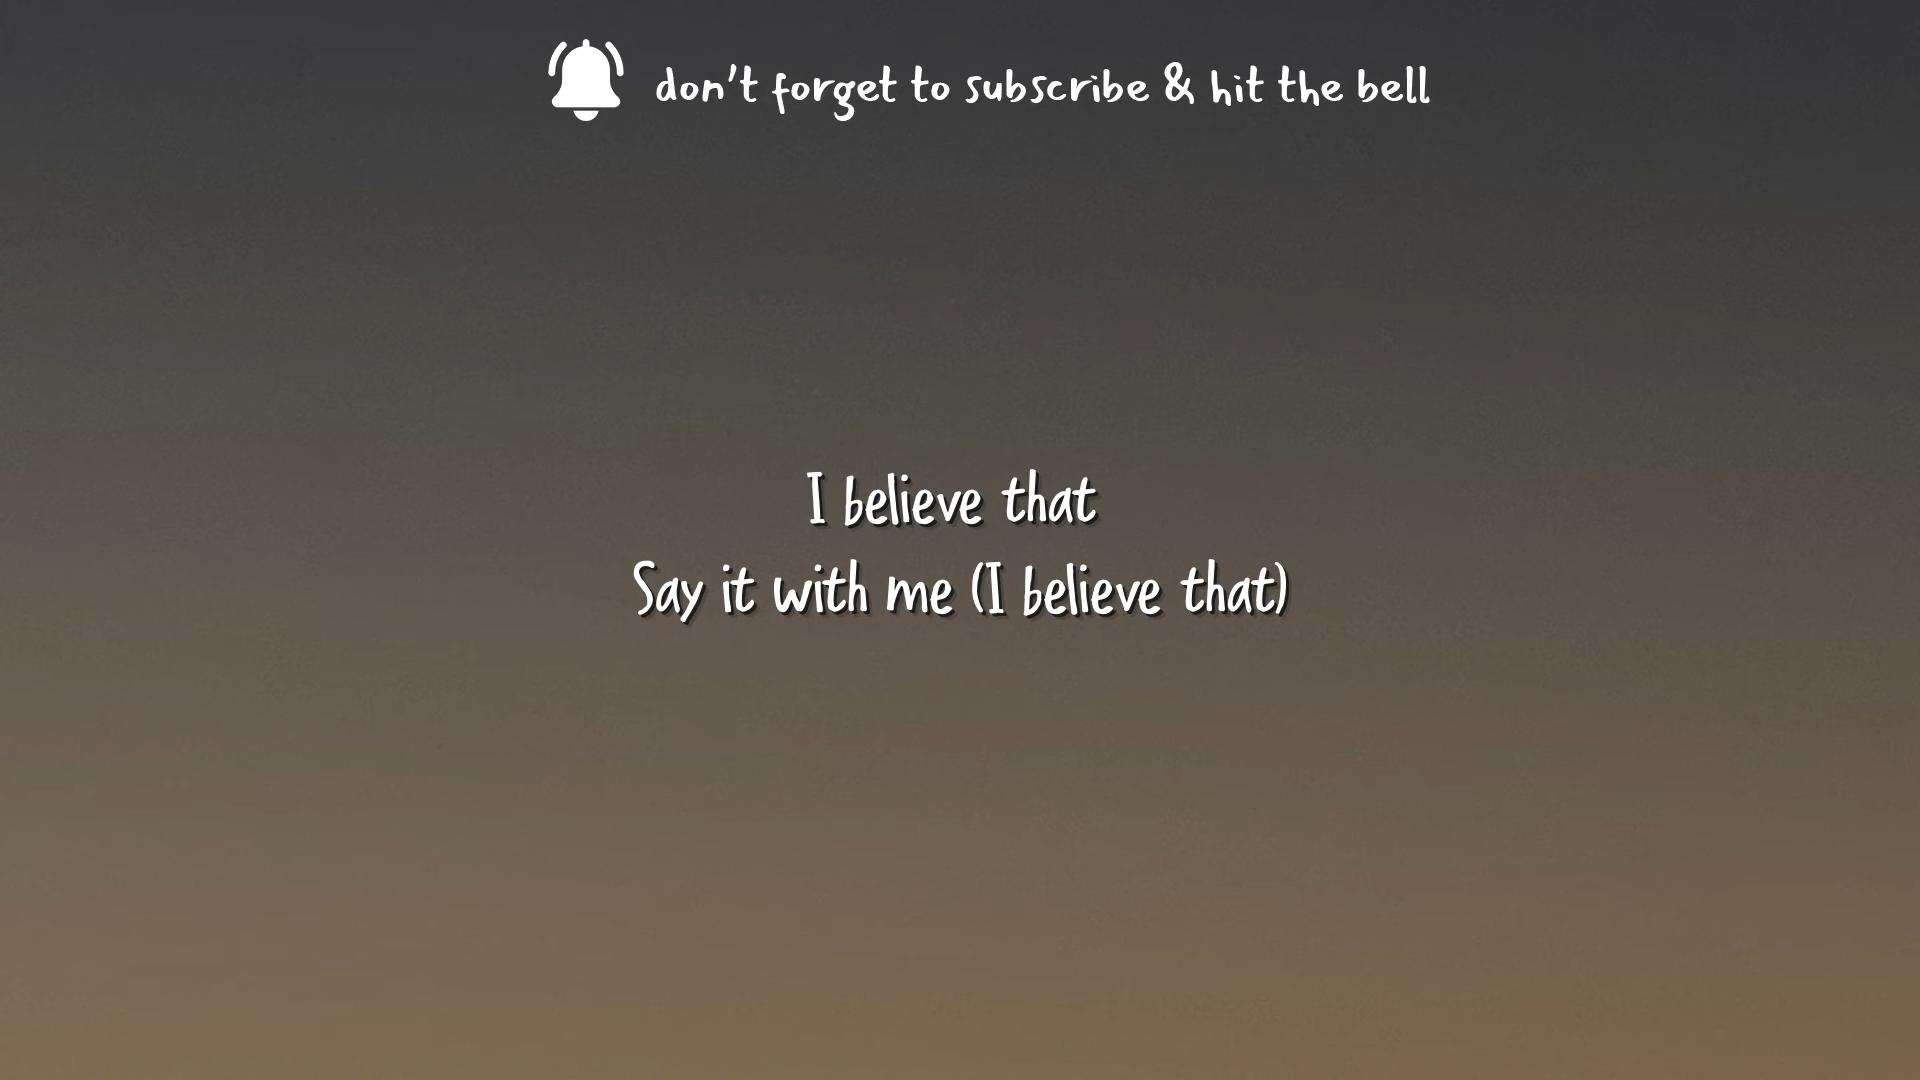 don't forget to subscribe & hit the bell
I believe that
Say it with me (I believe that)